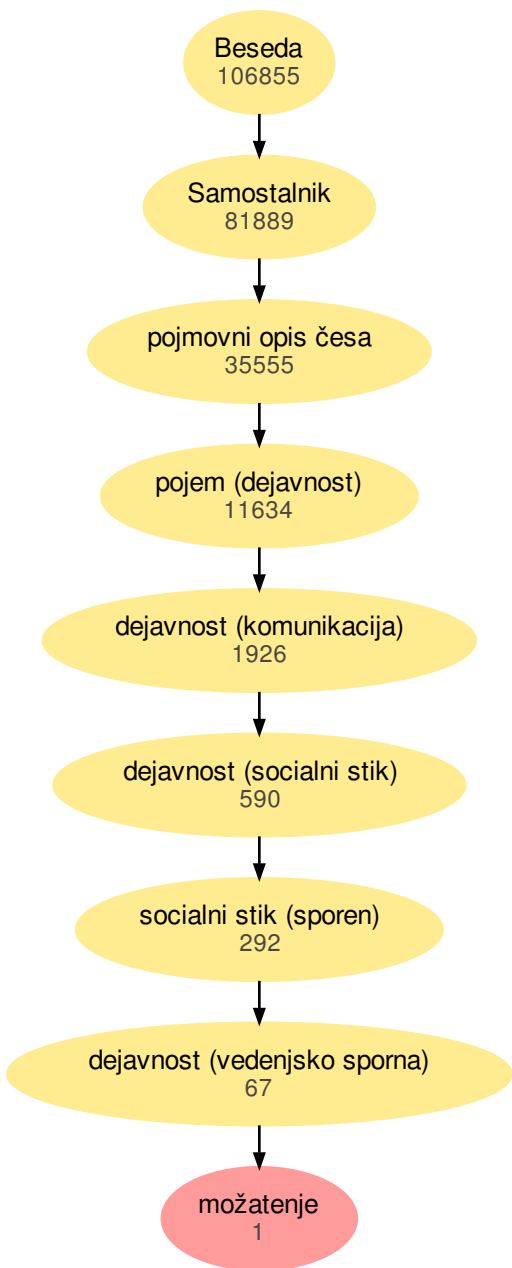 Beseda
106855
Samostalnik
81889
pojmovni opis česa
35555
pojem (dejavnost)
11634
dejavnost (komunikacija)
1926
dejavnost (socialni stik)
590
socialni stik (sporen)
292
dejavnost (vedenjsko sporna)
67
možatenje
1